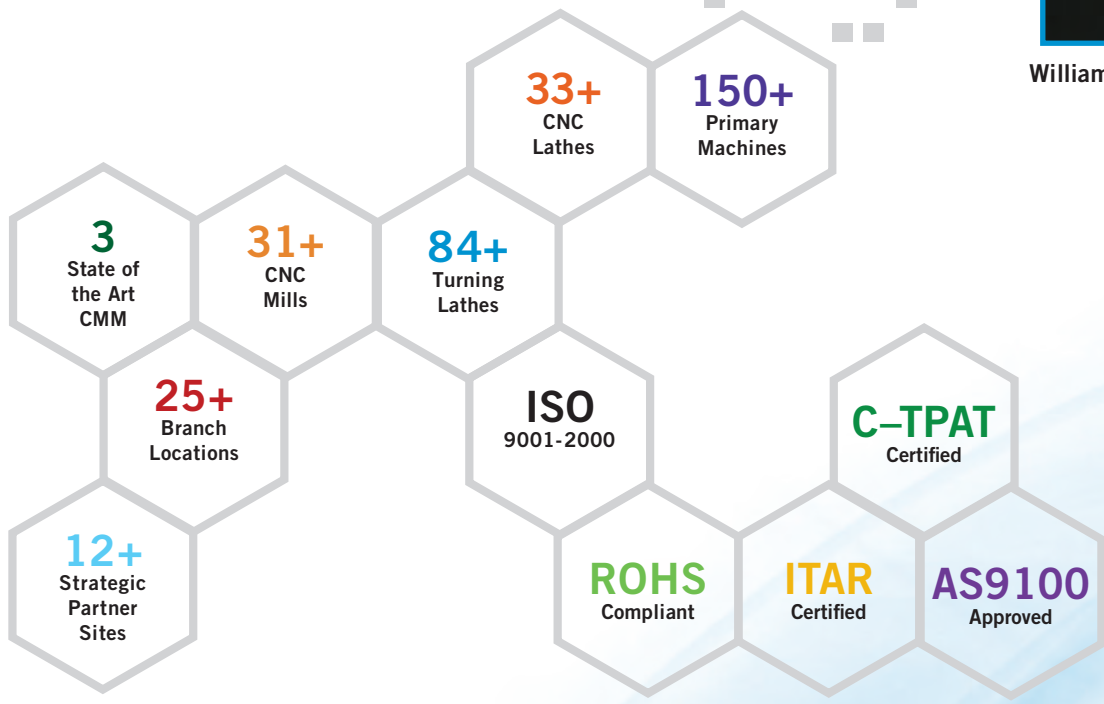 William
33+
CNC
Lathes
150+
Primary
Machines
3
State of
the Art
CMM
31+
CNC
Mills
84+
Turning
Lathes
25+
Branch
Locations
ISO
9001-2000
C–TPAT
Certified
12+
Strategic
Partner
Sites
ROHS
Compliant
ITAR
Certified
AS9100
Approved